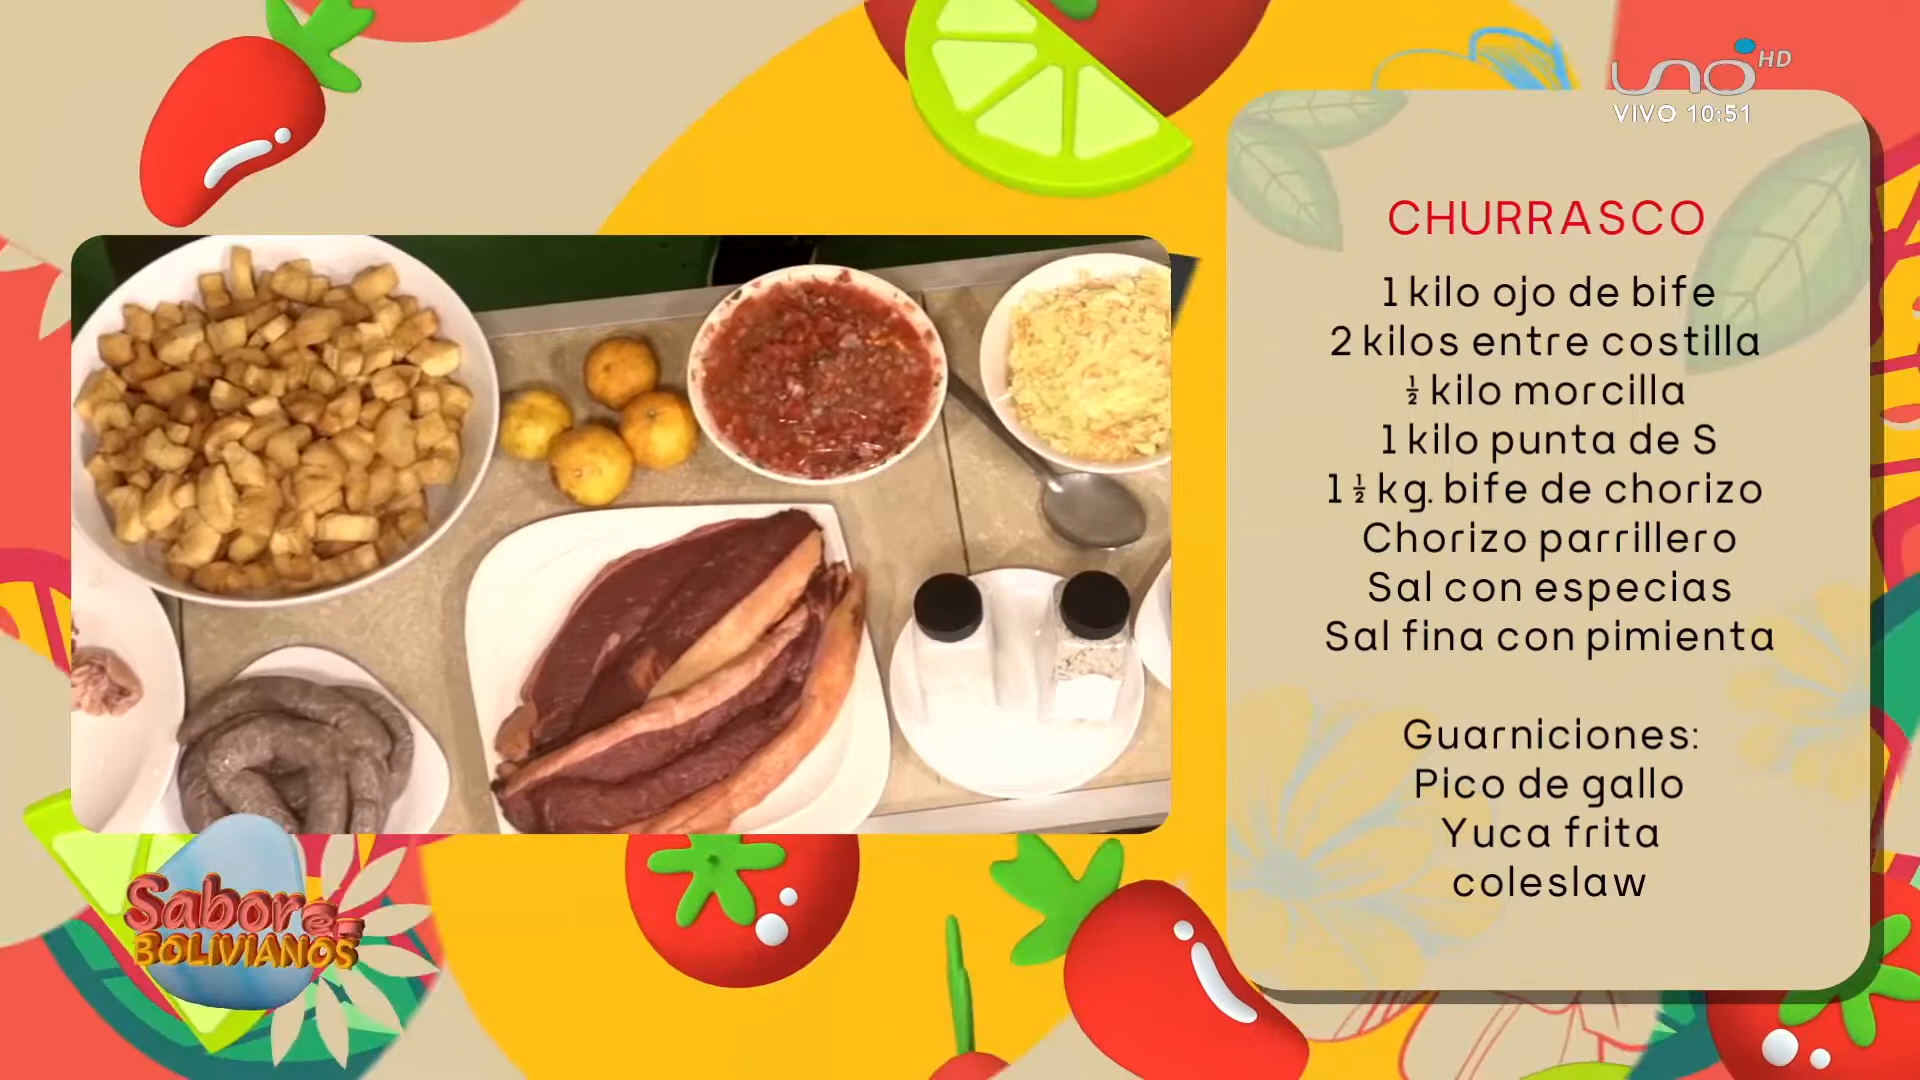 UNO HD
VIVO 10:51
CHURRASCO
1 kilo ojo de bife
2 kilos entre costilla
½ kilo morcilla
1 kilo punta de S
1 ½ kg. bife de chorizo
Chorizo parrillero
Sal con especias
Sal fina con pimienta
Guarniciones:
Pico de gallo
Yuca frita
coleslaw
Sabores
BOLIVIANOS